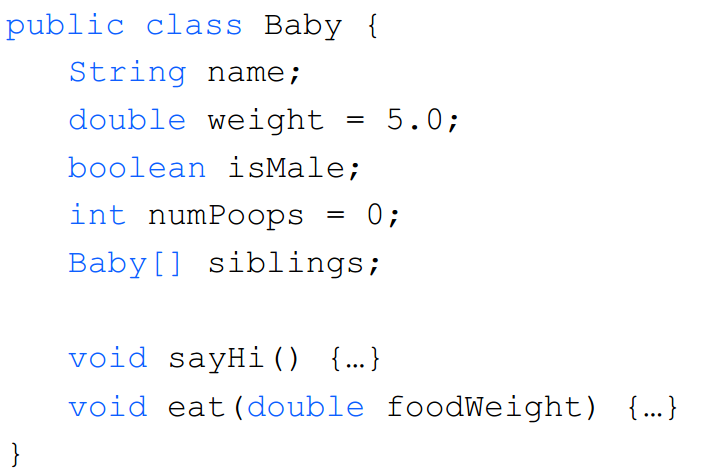 public class Baby {
String name;
double weight = 5.0;
boolean isMale;
int numPoops = 0;
Baby[] siblings;
void sayHi() {…}
void eat(double foodWeight) {…}
}